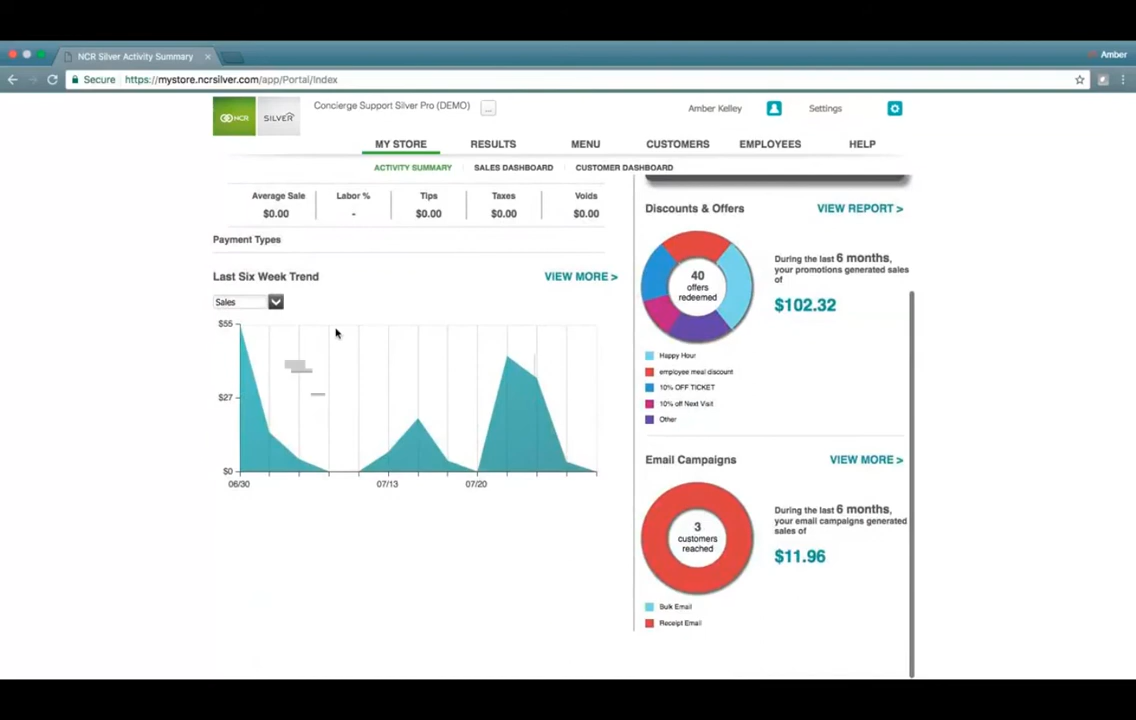 NCR Silver Activity Summary
Amber
Secure https://mystore.ncrsilver.com/app/Portal/Index
NCR SILVER
Concierge Support Silver Pro (DEMO) ...
Amber Kelley
Settings
MY STORE RESULTS MENU CUSTOMERS EMPLOYEES HELP
ACTIVITY SUMMARY SALES DASHBOARD CUSTOMER DASHBOARD
Average Sale Labor % Tips Taxes Voids
$0.00 - $0.00 $0.00 $0.00
Payment Types
Last Six Week Trend VIEW MORE >
Sales
$55
$27
$0
06/30 07/13 07/20
Discounts & Offers VIEW REPORT >
40
offers
redeemed
During the last 6 months,
your promotions generated sales
of
$102.32
Happy Hour
employee meal discount
10% OFF TICKET
10% off Next Visit
Other
Email Campaigns VIEW MORE >
3
customers
reached
During the last 6 months,
your email campaigns generated
sales of
$11.96
Bulk Email
Receipt Email